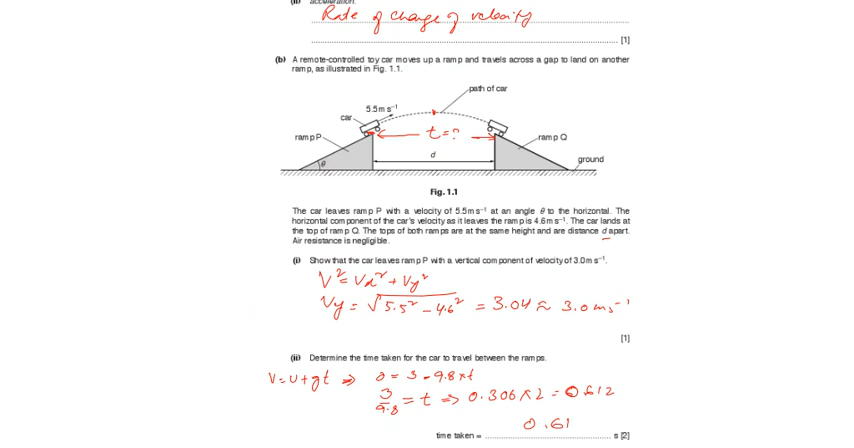 (ii) acceleration.
Rate of change of velocity
[1]
(b) A remote-controlled toy car moves up a ramp and travels across a gap to land on another
ramp, as illustrated in Fig. 1.1.
path of car
5.5 m s⁻¹
car
t = ?
ramp P
ramp Q
d
θ
ground
Fig. 1.1
The car leaves ramp P with a velocity of 5.5 m s⁻¹ at an angle θ to the horizontal. The
horizontal component of the car's velocity as it leaves the ramp is 4.6 m s⁻¹. The car lands at
the top of ramp Q. The tops of both ramps are at the same height and are distance d apart.
Air resistance is negligible.
(i) Show that the car leaves ramp P with a vertical component of velocity of 3.0 m s⁻¹.
V² = Vx² + Vy²
Vy = √5.5² – 4.6² = 3.04 ≈ 3.0 ms⁻¹
[1]
(ii) Determine the time taken for the car to travel between the ramps.
V = U + gt ⇒ 0 = 3 – 9.8 × t
3/9.8 = t ⇒ 0.306 × 2 = 0.612
0.61
time taken = ........................ s [2]